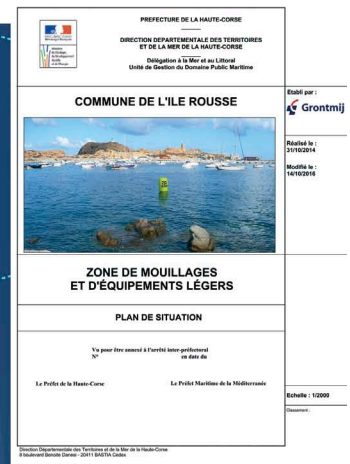 PREFECTURE DE LA HAUTE-CORSE
DIRECTION DEPARTEMENTALE DES TERRITOIRES
ET DE LA MER DE LA HAUTE-CORSE
Délégation à la Mer et au Littoral
Unité de Gestion du Domaine Public Maritime
COMMUNE DE L'ILE ROUSSE
Etabli par :
Grontmij
Réalisé le :
31/10/2014
Modifié le :
14/10/2016
ZONE DE MOUILLAGES
ET D'ÉQUIPEMENTS LÉGERS
PLAN DE SITUATION
Vu pour être annexé à l'arrêté inter-préfectoral
N° en date du
Le Préfet de la Haute-Corse Le Préfet Maritime de la Méditerranée
Echelle : 1/2000
Classement :
Direction Départementale des Territoires et de la Mer de la Haute-Corse
8 boulevard Benoite Danesi - 20411 BASTIA Cédex